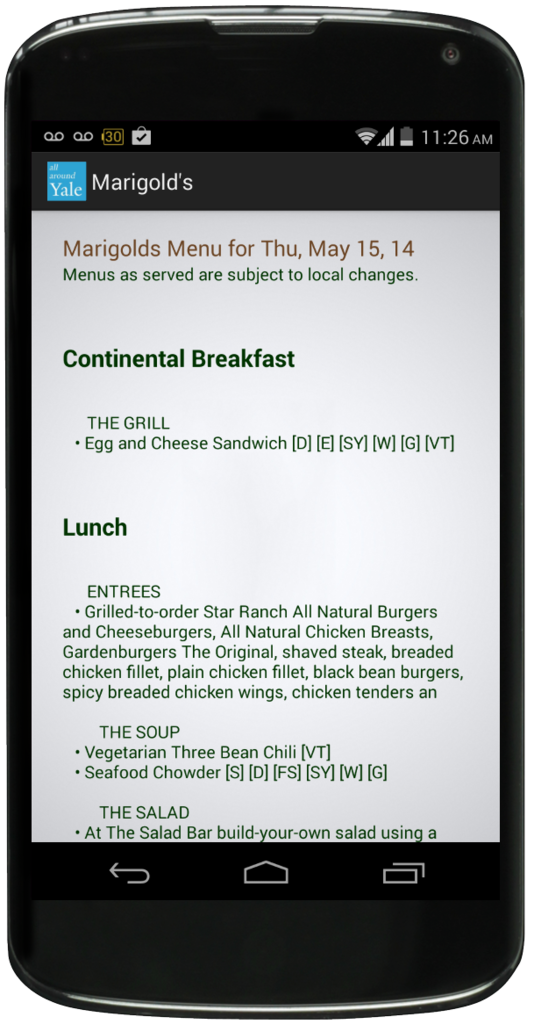 30
11:26 AM
all
around
Yale
Marigold's
Marigolds Menu for Thu, May 15, 14
Menus as served are subject to local changes.
Continental Breakfast
THE GRILL
• Egg and Cheese Sandwich [D] [E] [SY] [W] [G] [VT]
Lunch
ENTREES
• Grilled-to-order Star Ranch All Natural Burgers
and Cheeseburgers, All Natural Chicken Breasts,
Gardenburgers The Original, shaved steak, breaded
chicken fillet, plain chicken fillet, black bean burgers,
spicy breaded chicken wings, chicken tenders an
THE SOUP
• Vegetarian Three Bean Chili [VT]
• Seafood Chowder [S] [D] [FS] [SY] [W] [G]
THE SALAD
• At The Salad Bar build-your-own salad using a